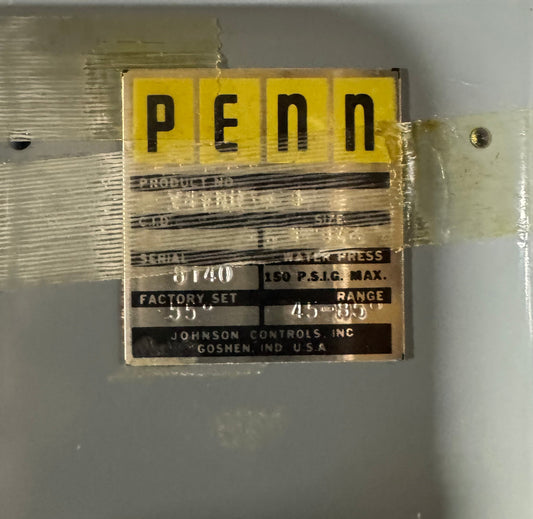 PENN
PRODUCT NO.
C.I.D. SIZE
SERIAL WATER PRESS
8140 150 P.S.I.G. MAX.
FACTORY SET RANGE
55° 45-85°
JOHNSON CONTROLS, INC
GOSHEN, IND U.S.A